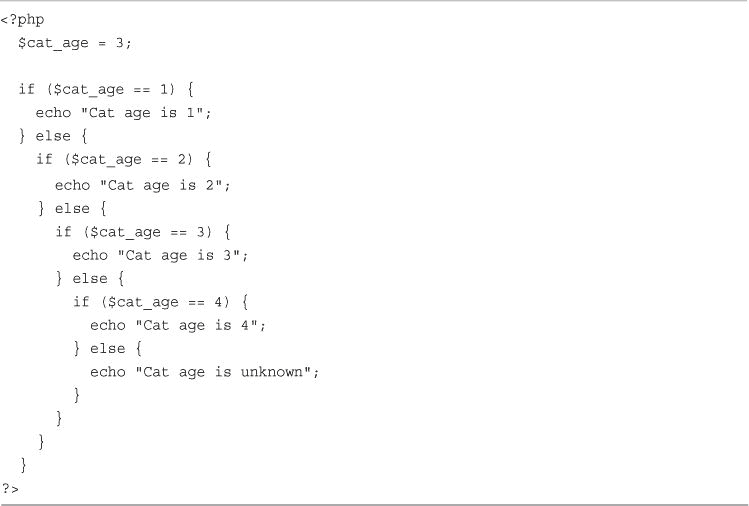 <?php
  $cat_age = 3;

  if ($cat_age == 1) {
    echo "Cat age is 1";
  } else {
    if ($cat_age == 2) {
      echo "Cat age is 2";
    } else {
      if ($cat_age == 3) {
        echo "Cat age is 3";
      } else {
        if ($cat_age == 4) {
          echo "Cat age is 4";
        } else {
          echo "Cat age is unknown";
        }
      }
    }
  }
?>